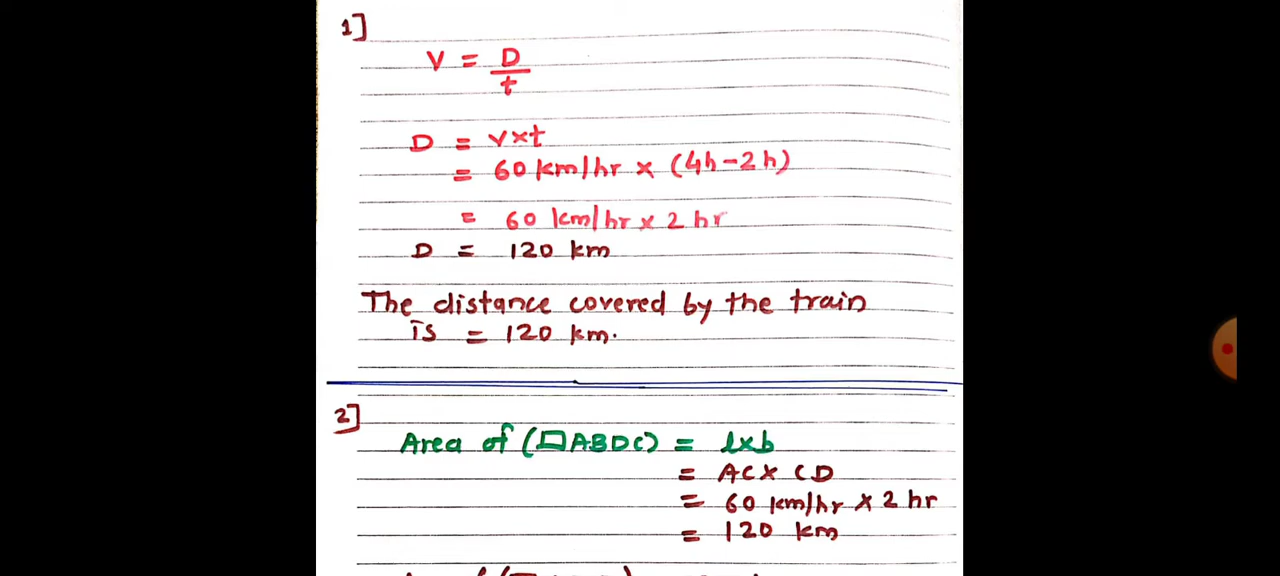 1]
V = D/t
D = v×t
= 60 km/hr × (4h-2h)
= 60 km/hr × 2 hr
D = 120 km
The distance covered by the train
is = 120 km.
2]
Area of (□ABDC) = l×b
= AC× CD
= 60 km/hr × 2 hr
= 120 km